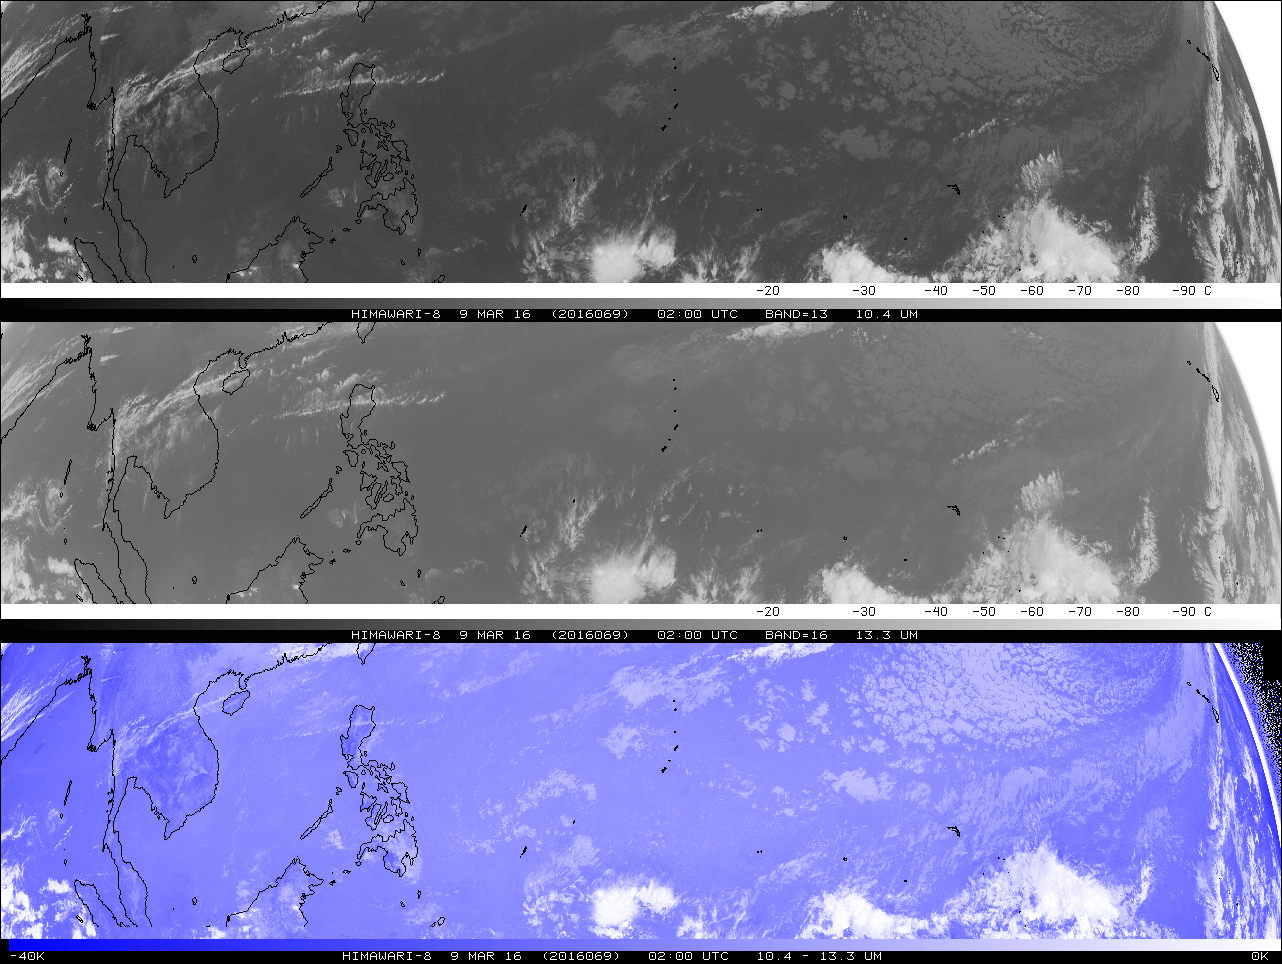 -20 -30 -40 -50 -60 -70 -80 -90 C
HIMAWARI-8 9 MAR 16 (2016069) 02:00 UTC BAND=13 10.4 UM
-20 -30 -40 -50 -60 -70 -80 -90 C
HIMAWARI-8 9 MAR 16 (2016069) 02:00 UTC BAND=16 13.3 UM
-40K HIMAWARI-8 9 MAR 16 (2016069) 02:00 UTC 10.4 - 13.3 UM 0K